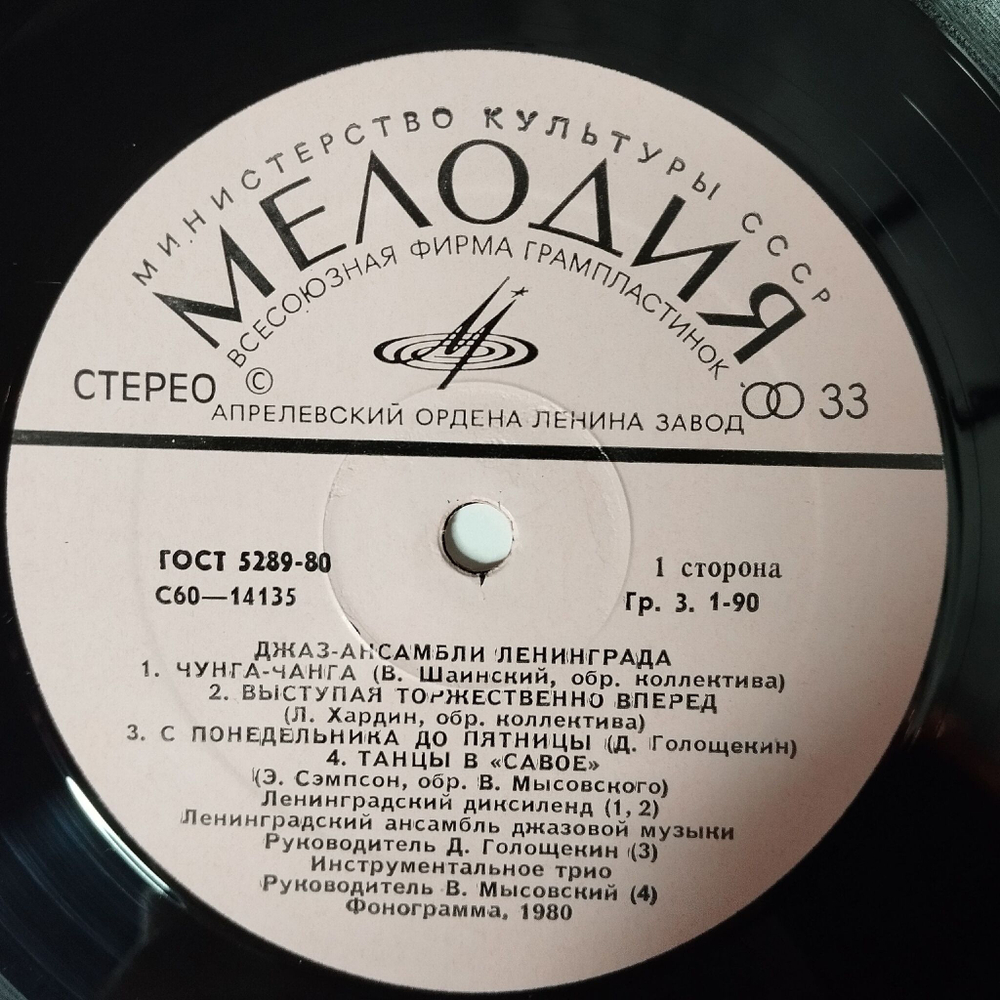 МИНИСТЕРСТВО КУЛЬТУРЫ СССР
МЕЛОДИЯ
ВСЕСОЮЗНАЯ ФИРМА ГРАМПЛАСТИНОК
СТЕРЕО ©
33
АПРЕЛЕВСКИЙ ОРДЕНА ЛЕНИНА ЗАВОД
ГОСТ 5289-80
1 сторона
С60—14135
Гр. 3. 1-90
ДЖАЗ-АНСАМБЛИ ЛЕНИНГРАДА
1. ЧУНГА-ЧАНГА (В. Шаинский, обр. коллектива)
2. ВЫСТУПАЯ ТОРЖЕСТВЕННО ВПЕРЕД
(Л. Хардин, обр. коллектива)
3. С ПОНЕДЕЛЬНИКА ДО ПЯТНИЦЫ (Д. Голощекин)
4. ТАНЦЫ В «САВОЕ»
(Э. Сэмпсон, обр. В. Мысовского)
Ленинградский диксиленд (1, 2)
Ленинградский ансамбль джазовой музыки
Руководитель Д. Голощекин (3)
Инструментальное трио
Руководитель В. Мысовский (4)
Фонограмма, 1980